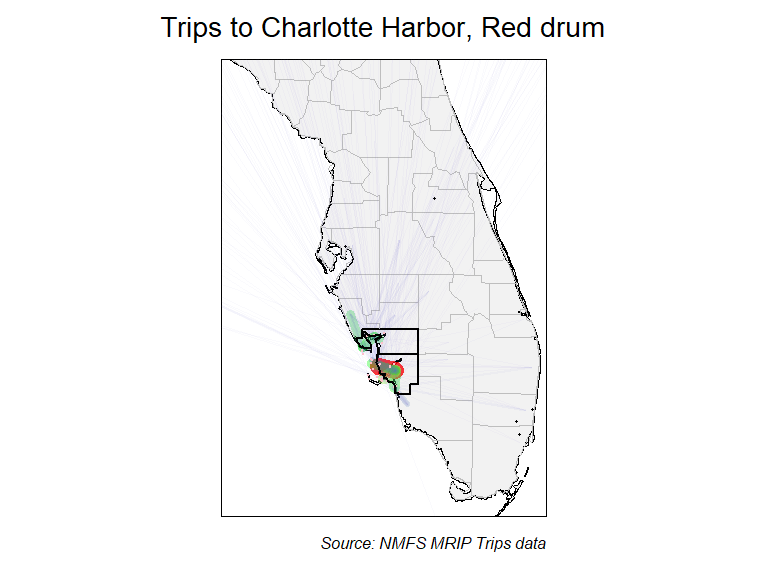 Trips to Charlotte Harbor, Red drum
Source: NMFS MRIP Trips data